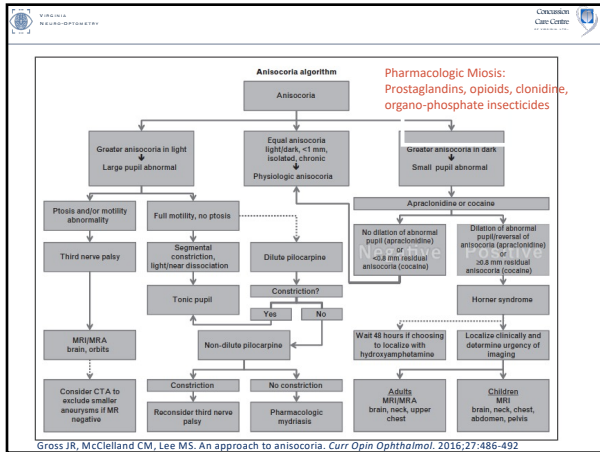 VIRGINIA
NEURO-OPTOMETRY
Concussion
Care Centre
Anisocoria algorithm
Pharmacologic Miosis:
Prostaglandins, opioids, clonidine,
organo-phosphate insecticides
Anisocoria
Greater anisocoria in light
Large pupil abnormal
Equal anisocoria
light/dark, <1 mm,
isolated, chronic
Physiologic anisocoria
Greater anisocoria in dark
Small pupil abnormal
Apraclonidine or cocaine
Ptosis and/or motility
abnormality
Full motility, no ptosis
No dilation of abnormal
pupil (apraclonidine)
or
<0.8 mm residual
anisocoria (cocaine)
Negative
Dilation of abnormal
pupil/reversal of
anisocoria (apraclonidine)
or
≥0.8 mm residual
anisocoria (cocaine)
Positive
Third nerve palsy
Segmental
constriction,
light/near dissociation
Dilute pilocarpine
Tonic pupil
Constriction?
Yes
No
Horner syndrome
MRI/MRA
brain, orbits
Non-dilute pilocarpine
Wait 48 hours if choosing
to localize with
hydroxyamphetamine
Localize clinically and
determine urgency of
imaging
Consider CTA to
exclude smaller
aneurysms if MR
negative
Constriction
No constriction
Reconsider third nerve
palsy
Pharmacologic
mydriasis
Adults
MRI/MRA
brain, neck, upper
chest
Children
MRI
brain, neck, chest,
abdomen, pelvis
Gross JR, McClelland CM, Lee MS. An approach to anisocoria. Curr Opin Ophthalmol. 2016;27:486-492